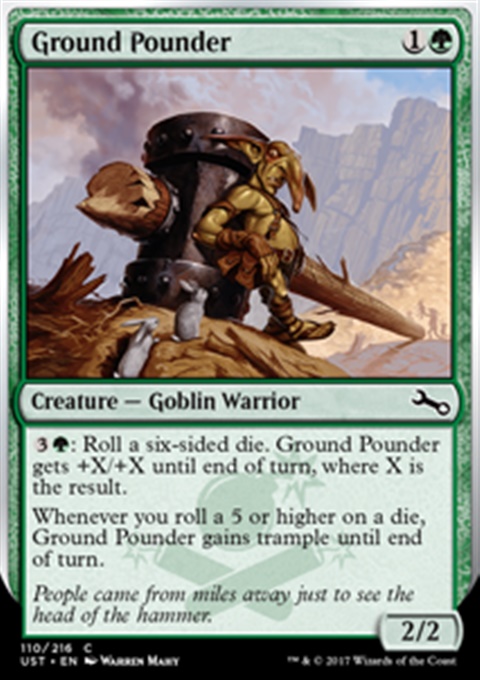 Ground Pounder 1
Creature — Goblin Warrior
3: Roll a six-sided die. Ground Pounder
gets +X/+X until end of turn, where X is
the result.
Whenever you roll a 5 or higher on a die,
Ground Pounder gains trample until end
of turn.
People came from miles away just to see the
head of the hammer.
2/2
110/216 C
UST • EN Warren Mahy ™ & © 2017 Wizards of the Coast